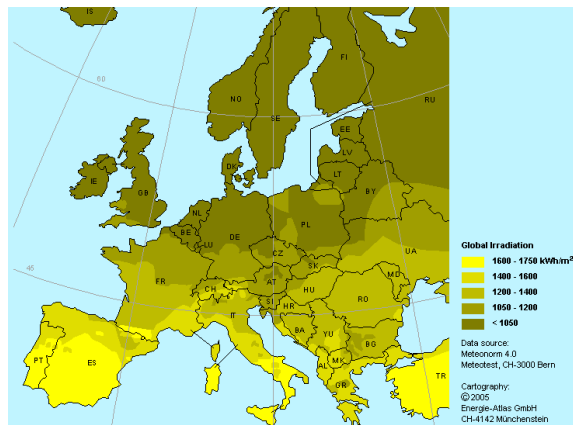 IS
60
NO
FI
SE
RU
EE
LV
DK
LT
IE
GB
BY
NL
PL
BE
DE
LU
CZ
UA
SK
45
FR
CH
AT
HU
MD
SI
RO
HR
IT
BA
YU
BG
PT
ES
MK
AL
GR
TR
Global Irradiation
1600 - 1750 kWh/m²
1400 - 1600
1200 - 1400
1050 - 1200
< 1050
Data source:
Meteonorm 4.0
Meteotest, CH-3000 Bern
Cartography:
©2005
Energie-Atlas GmbH
CH-4142 Münchenstein